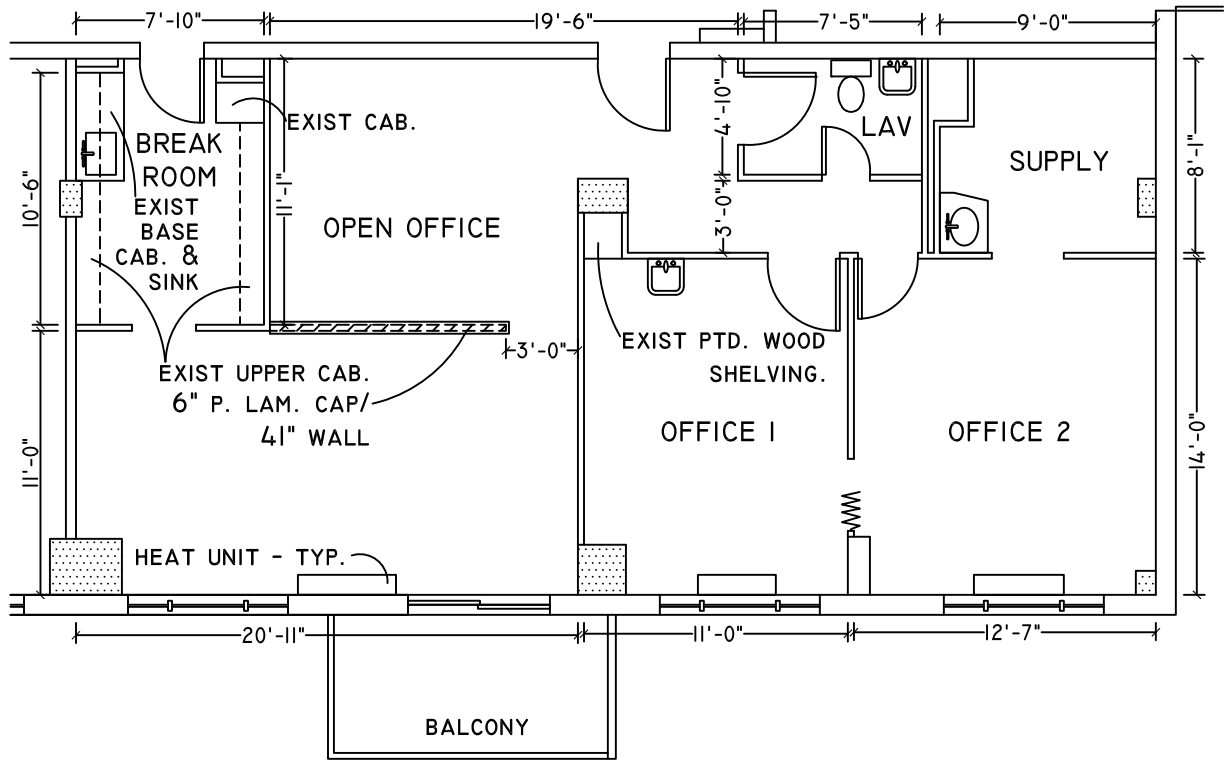 7'-10"
19'-6"
7'-5"
9'-0"
EXIST CAB.
BREAK
ROOM
EXIST
BASE
CAB. &
SINK
10'-6"
11'-1"
OPEN OFFICE
4'-10"
3'-0"
LAV
SUPPLY
8'-1"
EXIST UPPER CAB.
6" P. LAM. CAP/
41" WALL
3'-0"
EXIST PTD. WOOD
SHELVING.
OFFICE 1
OFFICE 2
11'-0"
14'-0"
HEAT UNIT - TYP.
20'-11"
11'-0"
12'-7"
BALCONY